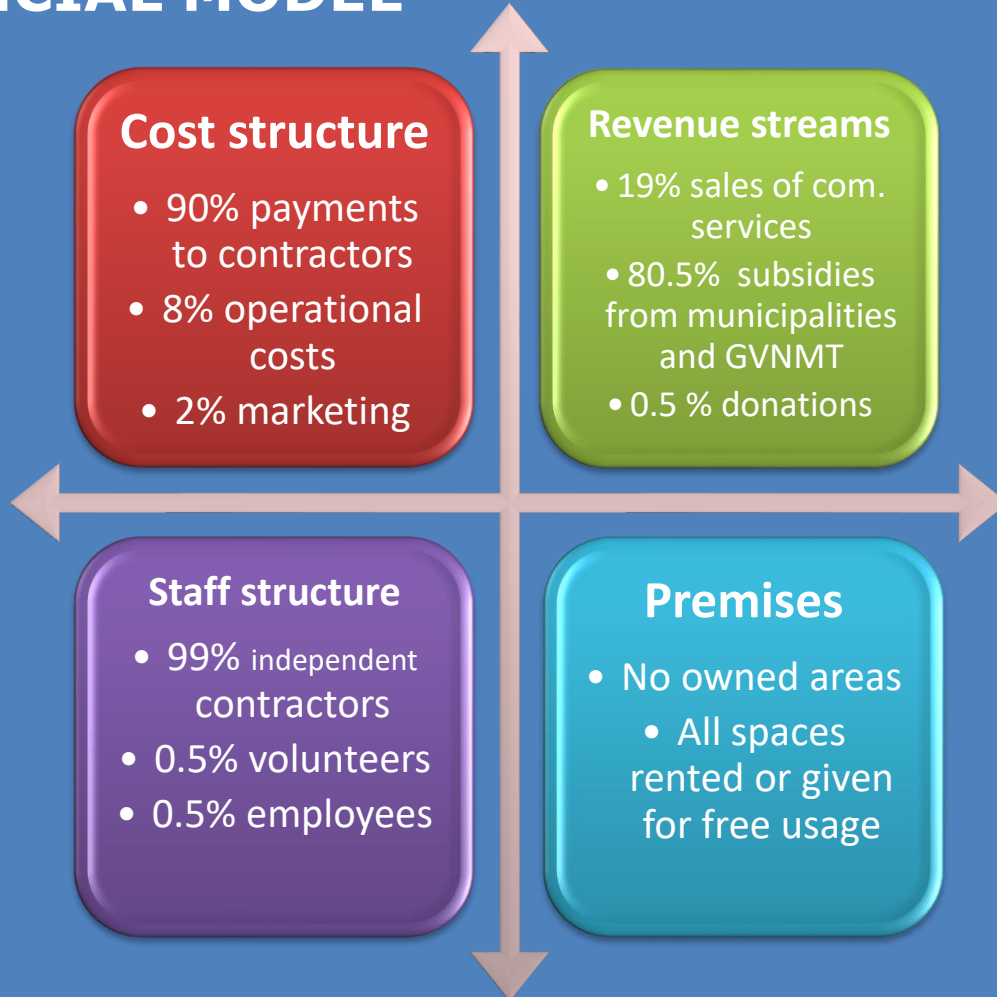 MODEL
Cost structure
• 90% payments
to contractors
• 8% operational
costs
• 2% marketing
Revenue streams
• 19% sales of com.
services
• 80.5% subsidies
from municipalities
and GVNMT
• 0.5 % donations
Staff structure
• 99% independent
contractors
• 0.5% volunteers
• 0.5% employees
Premises
• No owned areas
• All spaces
rented or given
for free usage